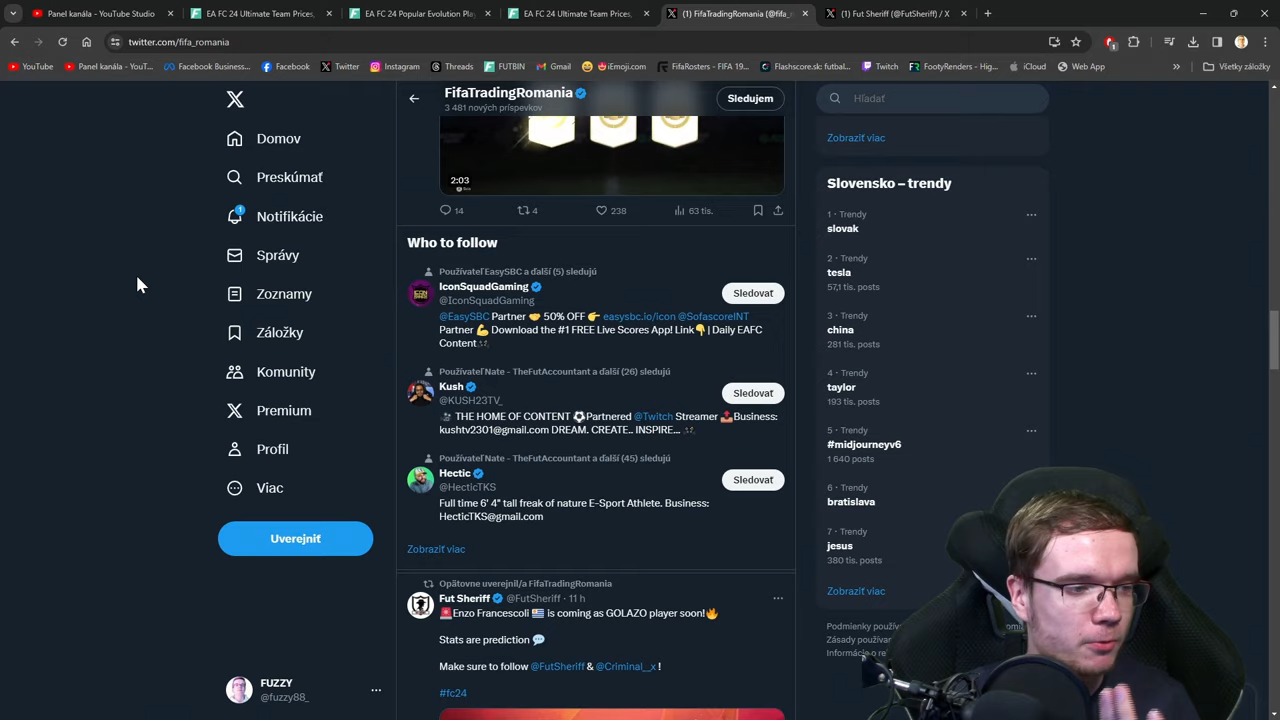 Panel kanála – YouTube Studio
EA FC 24 Ultimate Team Prices,
EA FC 24 Popular Evolution Pla
EA FC 24 Ultimate Team Prices,
(1) FifaTradingRomania (@fifa_
(1) Fut Sheriff (@FutSheriff) / X
twitter.com/fifa_romania
YouTube
Panel kanála – YouT...
Facebook Business...
Facebook
Twitter
Instagram
Threads
FUTBIN
Gmail
iEmoji.com
FifaRosters – FIFA 19...
Flashscore.sk: futbal...
Twitch
FootyRenders - Hig...
iCloud
Web App
Všetky záložky
Domov
Preskúmať
1
Notifikácie
Správy
Zoznamy
Záložky
Komunity
Premium
Profil
Viac
Uverejniť
FUZZY
@fuzzy88_
FifaTradingRomania
3 481 nových príspevkov
Sledujem
2:03
14
4
238
63 tis.
Who to follow
Používateľ EasySBC a ďalší (5) sledujú
IconSquadGaming
@IconSquadGaming
Sledovať
@EasySBC Partner 🤝 50% OFF 👉 easysbc.io/icon @SofascoreINT
Partner 💪 Download the #1 FREE Live Scores App! Link👇 | Daily EAFC
Content
Používateľ Nate - TheFutAccountant a ďalší (26) sledujú
Kush
@KUSH23TV_
Sledovať
🎥 THE HOME OF CONTENT ⚽Partnered @Twitch Streamer 📤Business:
kushtv2301@gmail.com DREAM. CREATE.. INSPIRE...
Používateľ Nate - TheFutAccountant a ďalší (45) sledujú
Hectic
@HecticTKS
Sledovať
Full time 6' 4" tall freak of nature E-Sport Athlete. Business:
HecticTKS@gmail.com
Zobraziť viac
Opätovne uverejnil/a FifaTradingRomania
Fut Sheriff @FutSheriff · 11 h
🚨Enzo Francescoli 🇺🇾 is coming as GOLAZO player soon!🔥
Stats are prediction 💬
Make sure to follow @FutSheriff & @Criminal__x !
#fc24
Hľadať
Zobraziť viac
Slovensko – trendy
1 · Trendy
slovak
2 · Trendy
tesla
57,1 tis. posts
3 · Trendy
china
281 tis. posts
4 · Trendy
taylor
193 tis. posts
5 · Trendy
#midjourneyv6
1 640 posts
6 · Trendy
bratislava
7 · Trendy
jesus
380 tis. posts
Zobraziť viac
Podmienky
Zásady
Informácie o